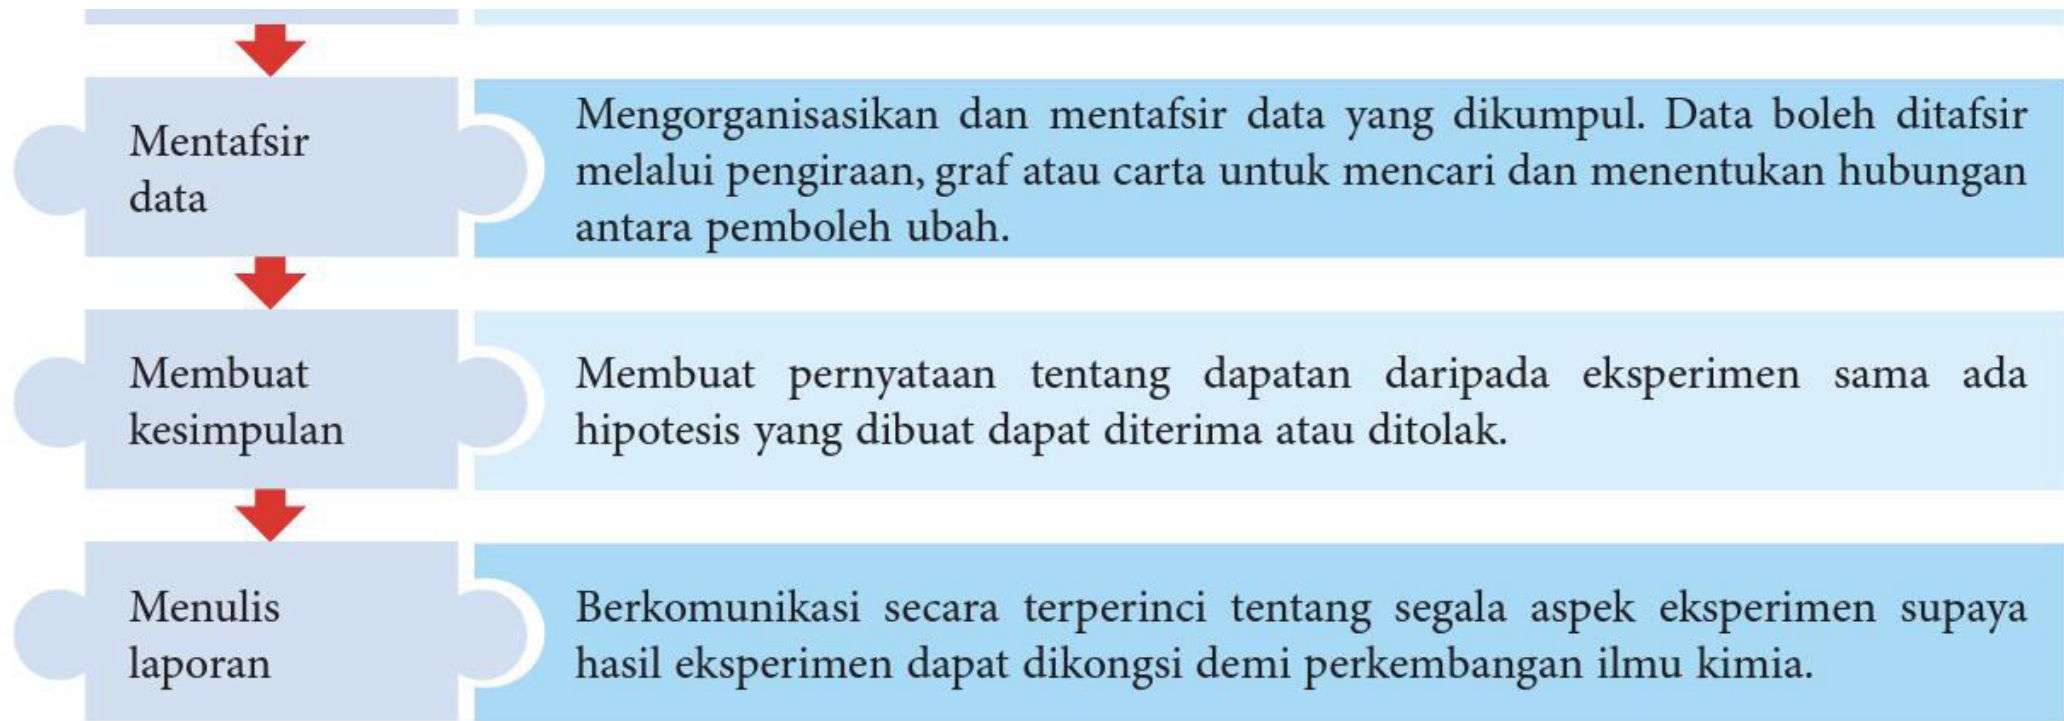 Mentafsir
data
Mengorganisasikan dan mentafsir data yang dikumpul. Data boleh ditafsir
melalui pengiraan, graf atau carta untuk mencari dan menentukan hubungan
antara pemboleh ubah.
Membuat
kesimpulan
Membuat pernyataan tentang dapatan daripada eksperimen sama ada
hipotesis yang dibuat dapat diterima atau ditolak.
Menulis
laporan
Berkomunikasi secara terperinci tentang segala aspek eksperimen supaya
hasil eksperimen dapat dikongsi demi perkembangan ilmu kimia.